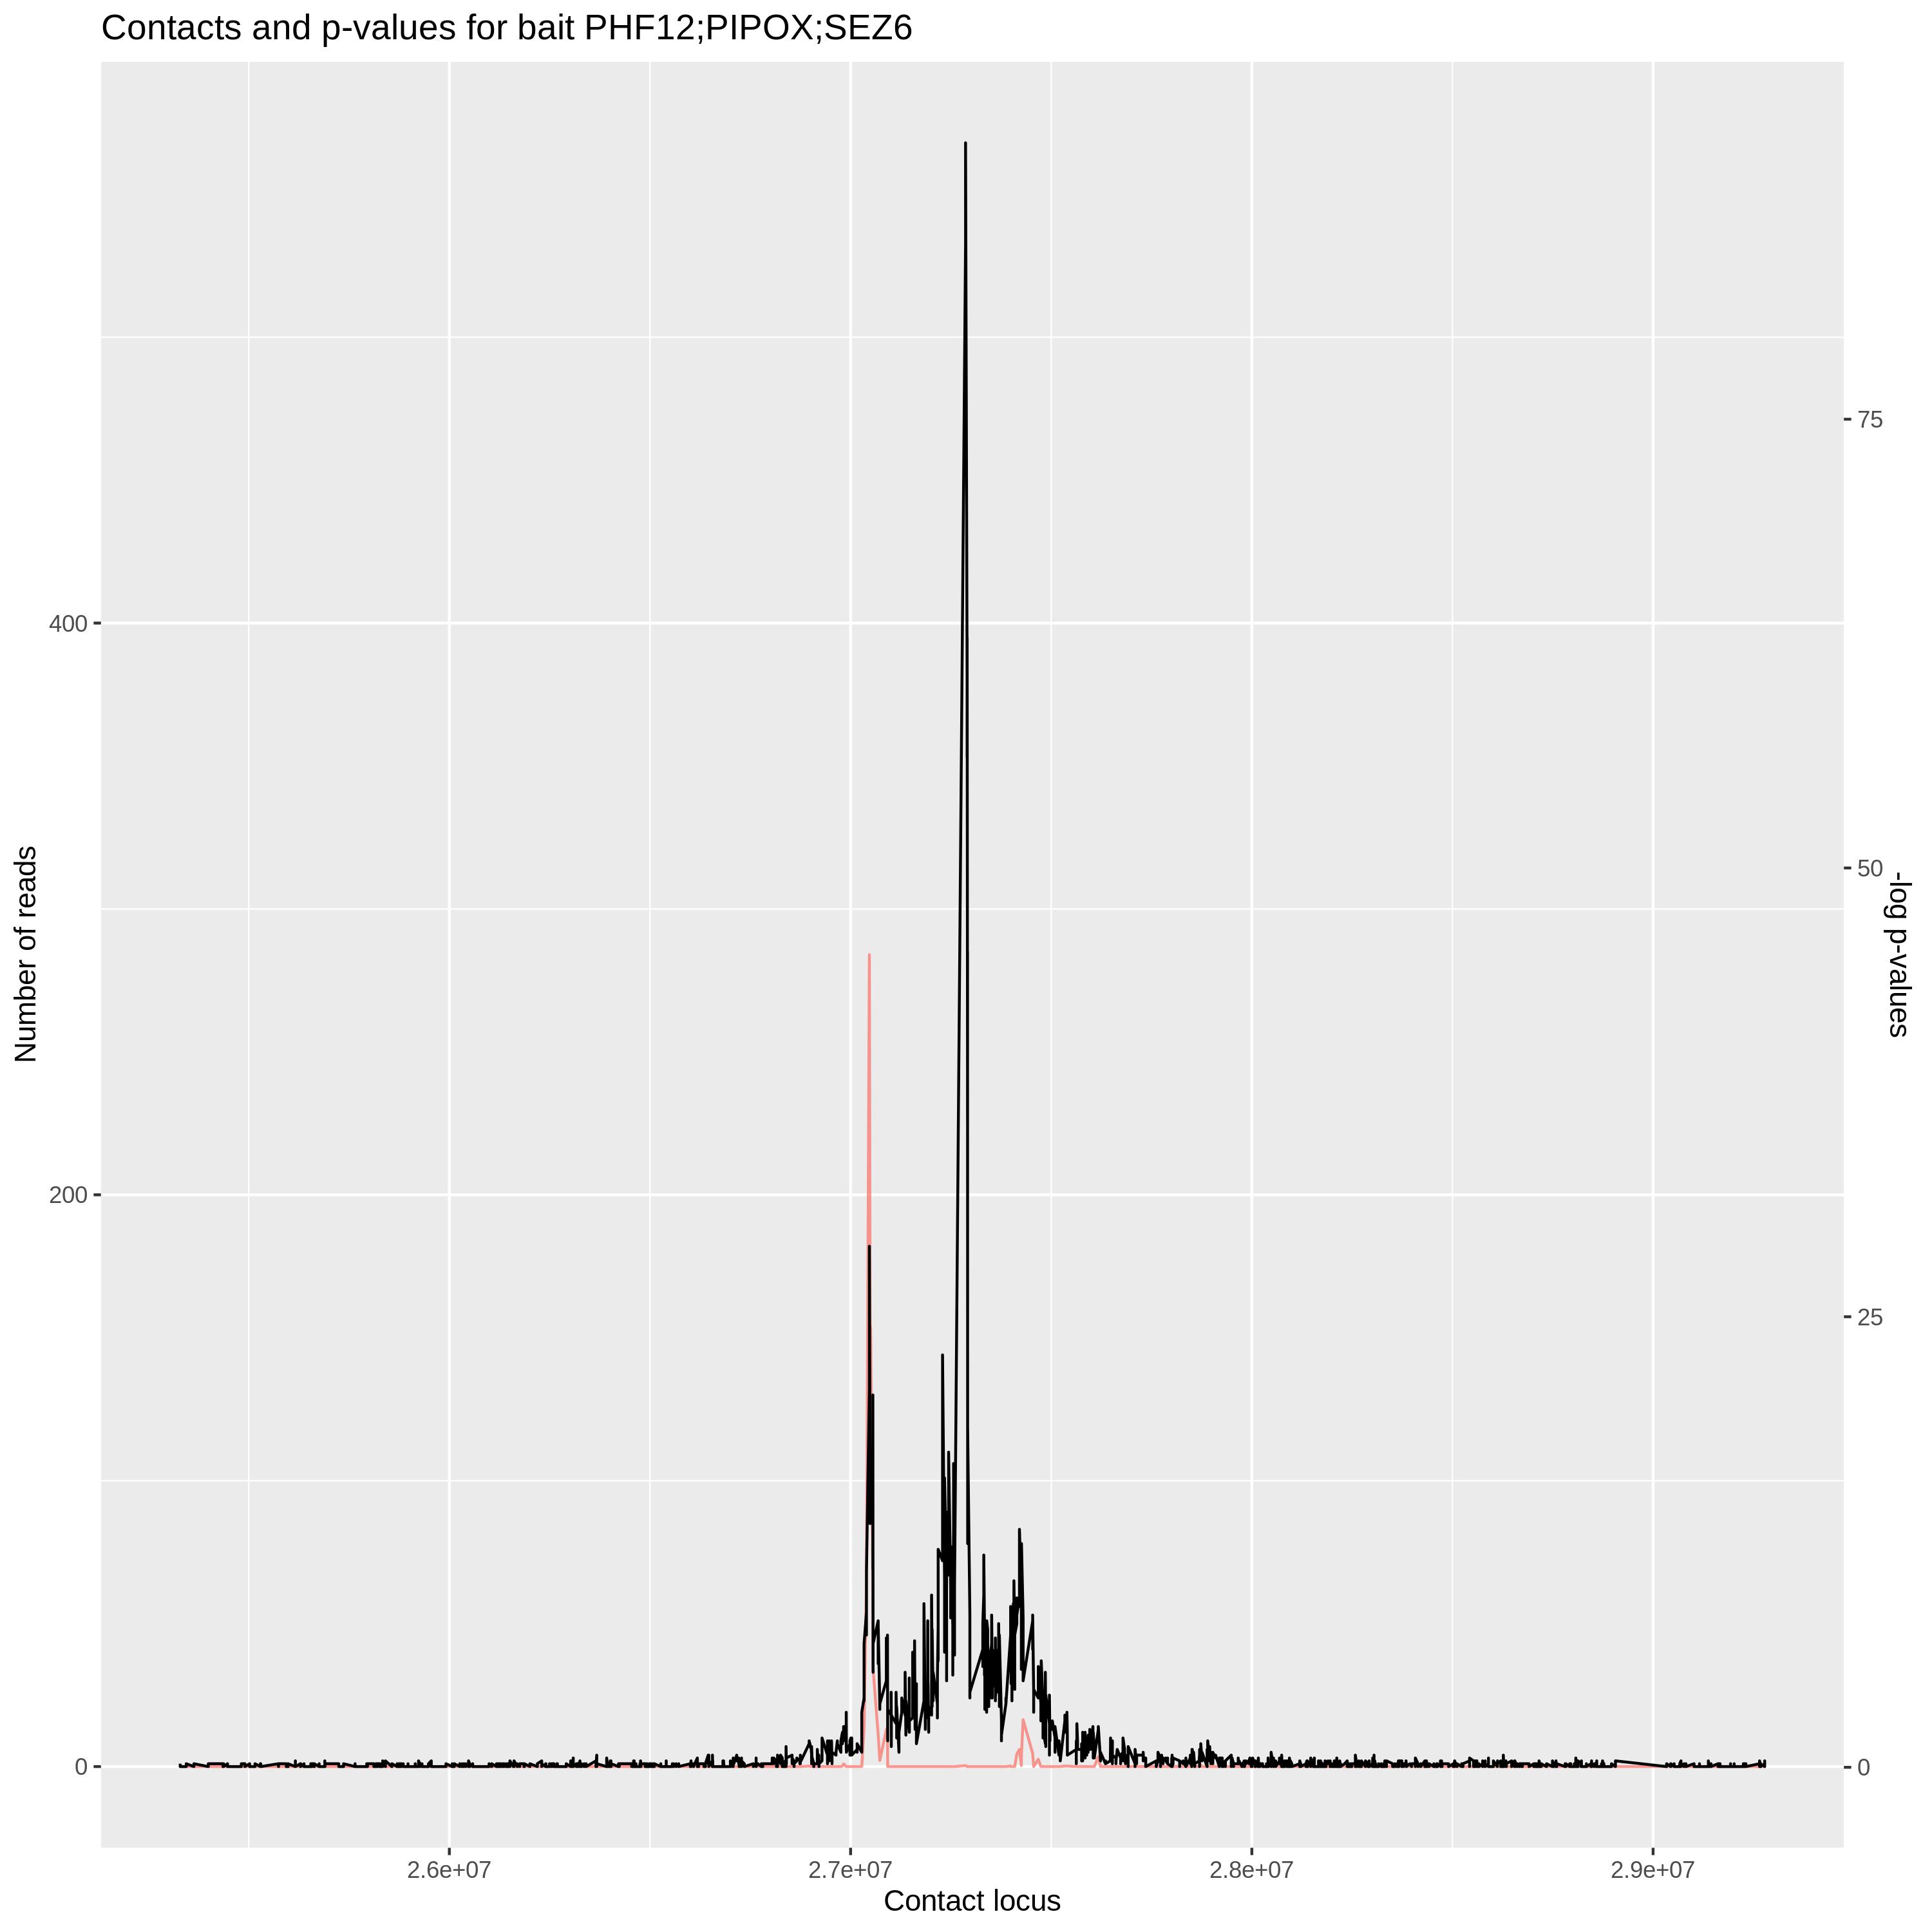 Contacts and p-values for bait PHF12;PIPOX;SEZ6
400
200
0
Number of reads
75
50
25
0
-log p-values
2.6e+07
2.7e+07
2.8e+07
2.9e+07
Contact locus